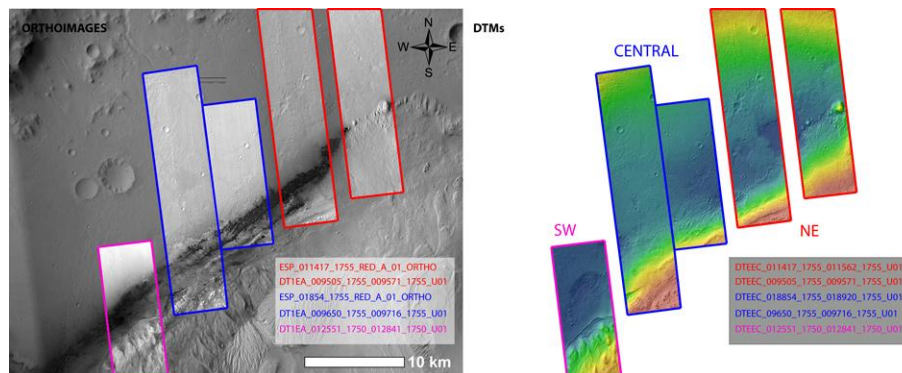 ORTHOIMAGES
N
W E
S
ESP_011417_1755_RED_A_01_ORTHO
DT1EA_009505_1755_009571_1755_U01
ESP_01854_1755_RED_A_01_ORTHO
DT1EA_009650_1755_009716_1755_U01
DT1EA_012551_1750_012841_1750_U01
10 km
DTMs
CENTRAL
SW
NE
DTEEC_011417_1755_011562_1755_U01
DTEEC_009505_1755_009571_1755_U01
DTEEC_018854_1755_018920_1755_U01
DTEEC_09650_1755_009716_1755_U01
DTEEC_012551_1750_012841_1750_U01